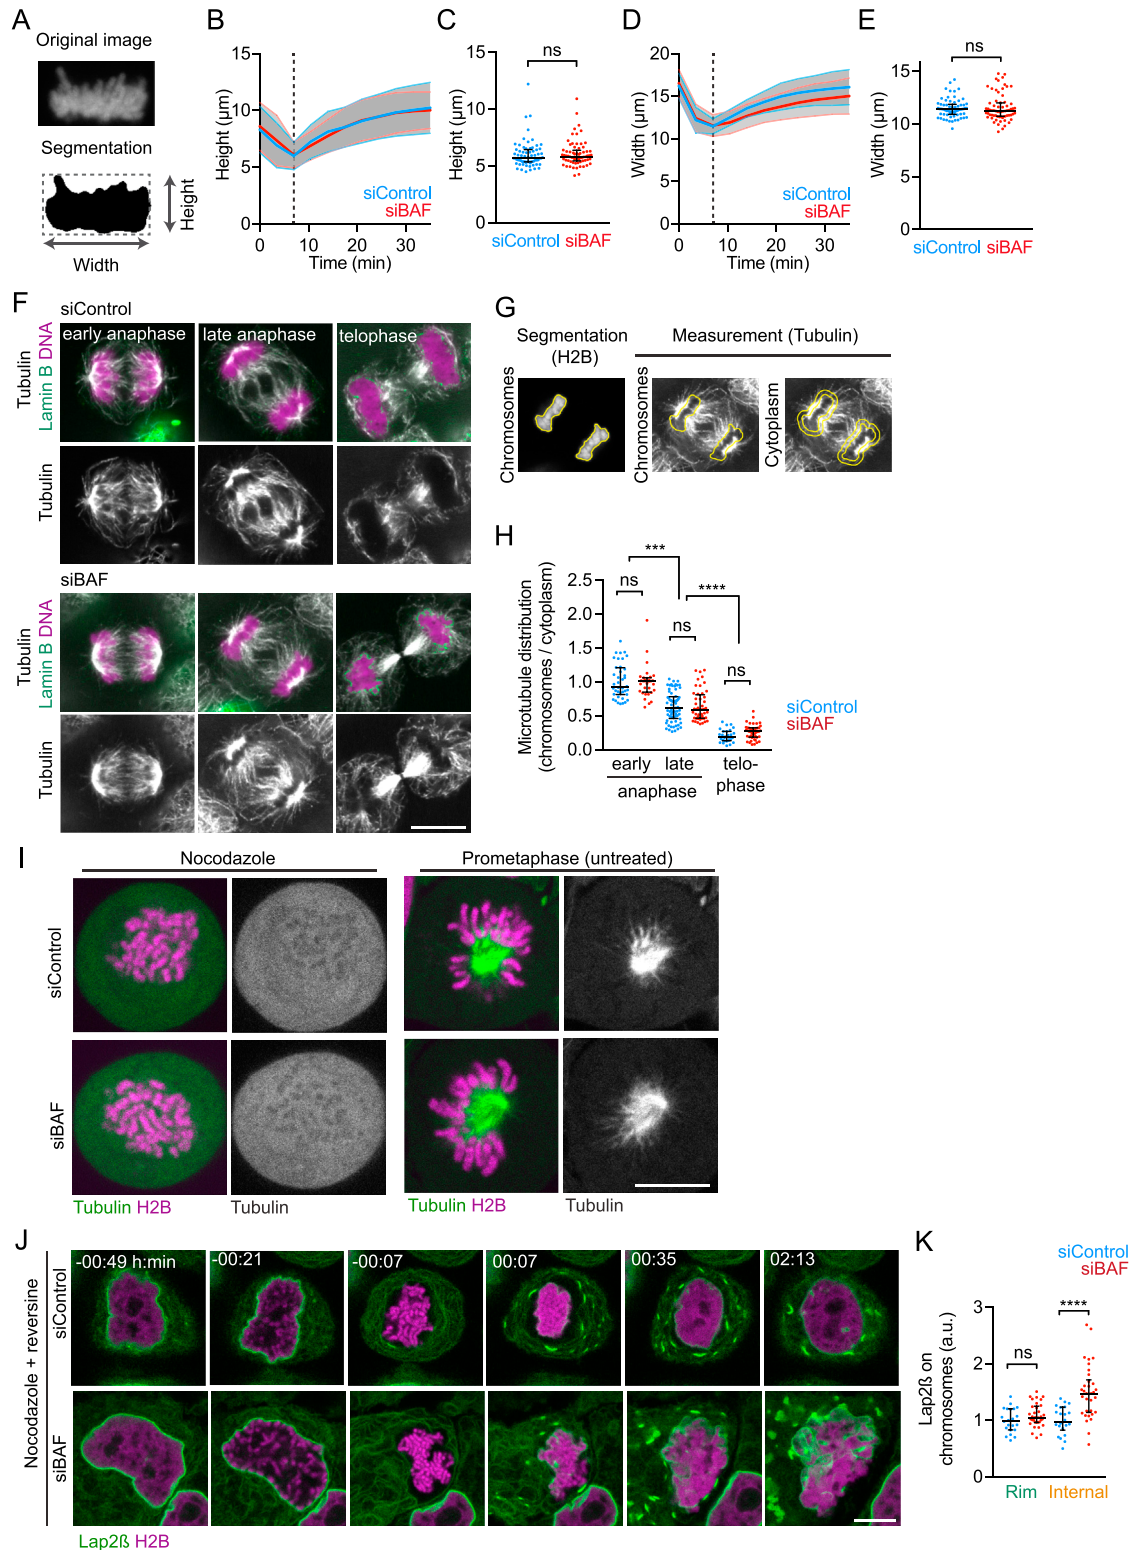 A
Original image
Segmentation
Height
Width
B
15
10
5
0
Height (µm)
0 10 20 30
Time (min)
siControl
siBAF
C
ns
15
10
5
0
Height (µm)
siControl siBAF
D
20
15
10
5
0
Width (µm)
0 10 20 30
Time (min)
siControl
siBAF
E
ns
15
10
5
0
Width (µm)
siControl siBAF
F
siControl
early anaphase late anaphase telophase
Tubulin
Lamin B DNA
Tubulin
siBAF
Tubulin
Lamin B DNA
Tubulin
G
Segmentation
(H2B)
Measurement (Tubulin)
Chromosomes
Chromosomes
Cytoplasm
H
***
ns
****
ns
ns
2.5
2.0
1.5
1.0
0.5
0.0
Microtubule distribution
(chromosomes / cytoplasm)
siControl
siBAF
early late telo-
anaphase phase
I
Nocodazole
Prometaphase (untreated)
siControl
siBAF
Tubulin H2B
Tubulin
Tubulin H2B
Tubulin
J
Nocodazole + reversine
siControl
-00:49 h:min
-00:21
-00:07
00:07
00:35
02:13
siBAF
Lap2ß H2B
K
siControl
siBAF
****
ns
3
2
1
0
Lap2ß on
chromosomes (a.u.)
Rim Internal